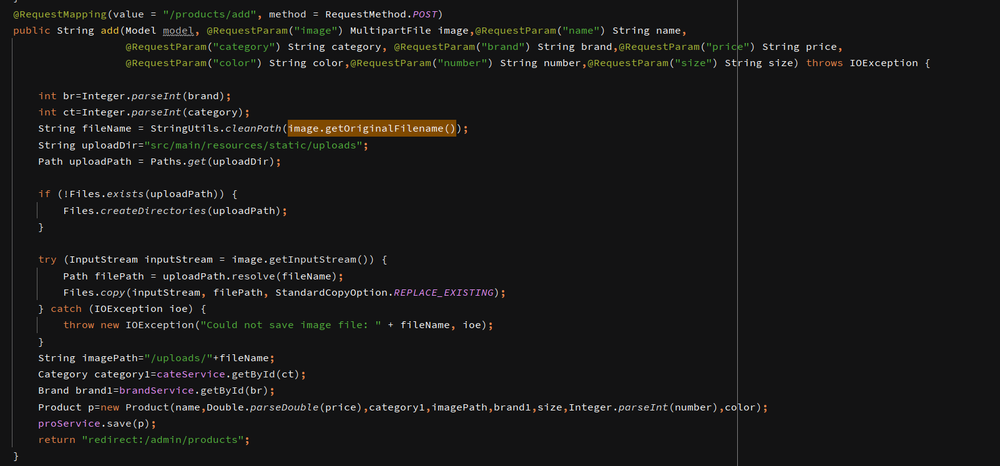 }
@RequestMapping(value = "/products/add", method = RequestMethod.POST)
public String add(Model model, @RequestParam("image") MultipartFile image,@RequestParam("name") String name,
@RequestParam("category") String category, @RequestParam("brand") String brand,@RequestParam("price") String price,
@RequestParam("color") String color,@RequestParam("number") String number,@RequestParam("size") String size) throws IOException {
int br=Integer.parseInt(brand);
int ct=Integer.parseInt(category);
String fileName = StringUtils.cleanPath(image.getOriginalFilename());
String uploadDir="src/main/resources/static/uploads";
Path uploadPath = Paths.get(uploadDir);
if (!Files.exists(uploadPath)) {
Files.createDirectories(uploadPath);
}
try (InputStream inputStream = image.getInputStream()) {
Path filePath = uploadPath.resolve(fileName);
Files.copy(inputStream, filePath, StandardCopyOption.REPLACE_EXISTING);
} catch (IOException ioe) {
throw new IOException("Could not save image file: " + fileName, ioe);
}
String imagePath="/uploads/"+fileName;
Category category1=cateService.getById(ct);
Brand brand1=brandService.getById(br);
Product p=new Product(name,Double.parseDouble(price),category1,imagePath,brand1,size,Integer.parseInt(number),color);
proService.save(p);
return "redirect:/admin/products";
}